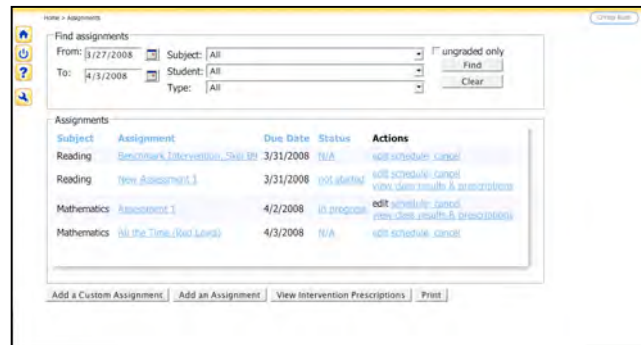 Home > Assignments
Find assignments
From: 3/27/2008 Subject: All ungraded only
To: 4/3/2008 Student: All Find
Type: All Clear
Assignments
Subject Assignment Due Date Status Actions
Reading Benchmark Intervention, Skill 3/31/2008 N/A edit schedule cancel
Reading New Assessment 1 3/31/2008 not started edit schedule cancel
view class results & prescriptions
Mathematics Assessment 1 4/2/2008 in progress edit schedule cancel
view class results & prescriptions
Mathematics All the Time 4/3/2008 N/A edit schedule cancel
Add a Custom Assignment Add an Assignment View Intervention Prescriptions Print